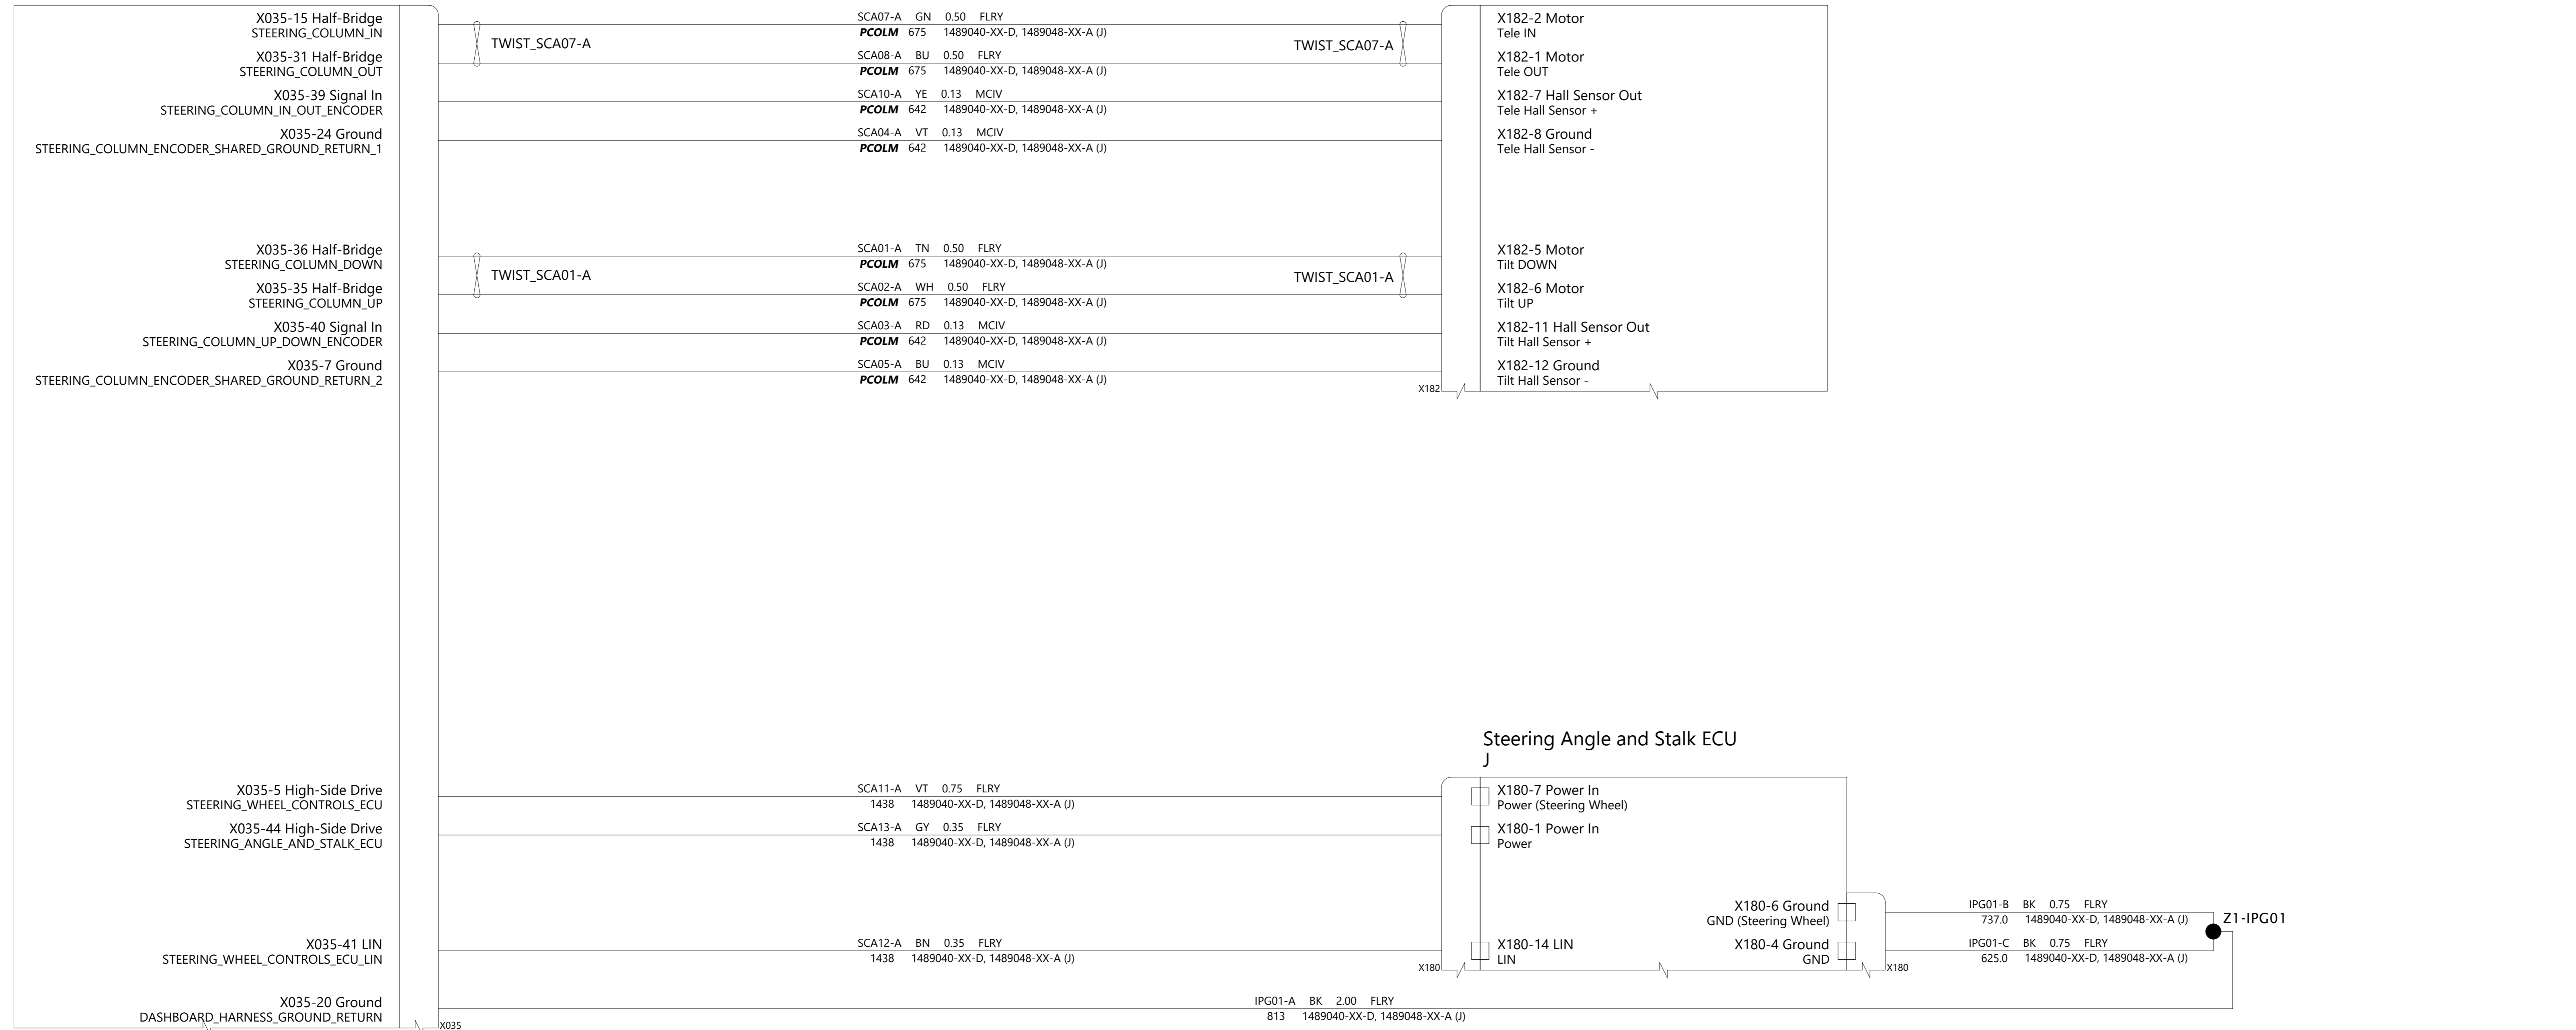 X035-15 Half-Bridge
STEERING_COLUMN_IN
SCA07-A GN 0.50 FLRY
PCOLM 675 1489040-XX-D, 1489048-XX-A (J)
X182-2 Motor
Tele IN
TWIST_SCA07-A
TWIST_SCA07-A
X035-31 Half-Bridge
STEERING_COLUMN_OUT
SCA08-A BU 0.50 FLRY
PCOLM 675 1489040-XX-D, 1489048-XX-A (J)
X182-1 Motor
Tele OUT
X035-39 Signal In
STEERING_COLUMN_IN_OUT_ENCODER
SCA10-A YE 0.13 MCIV
PCOLM 642 1489040-XX-D, 1489048-XX-A (J)
X182-7 Hall Sensor Out
Tele Hall Sensor +
X035-24 Ground
STEERING_COLUMN_ENCODER_SHARED_GROUND_RETURN_1
SCA04-A VT 0.13 MCIV
PCOLM 642 1489040-XX-D, 1489048-XX-A (J)
X182-8 Ground
Tele Hall Sensor -
X035-36 Half-Bridge
STEERING_COLUMN_DOWN
SCA01-A TN 0.50 FLRY
PCOLM 675 1489040-XX-D, 1489048-XX-A (J)
X182-5 Motor
Tilt DOWN
TWIST_SCA01-A
TWIST_SCA01-A
X035-35 Half-Bridge
STEERING_COLUMN_UP
SCA02-A WH 0.50 FLRY
PCOLM 675 1489040-XX-D, 1489048-XX-A (J)
X182-6 Motor
Tilt UP
X035-40 Signal In
STEERING_COLUMN_UP_DOWN_ENCODER
SCA03-A RD 0.13 MCIV
PCOLM 642 1489040-XX-D, 1489048-XX-A (J)
X182-11 Hall Sensor Out
Tilt Hall Sensor +
X035-7 Ground
STEERING_COLUMN_ENCODER_SHARED_GROUND_RETURN_2
SCA05-A BU 0.13 MCIV
PCOLM 642 1489040-XX-D, 1489048-XX-A (J)
X182-12 Ground
Tilt Hall Sensor -
X182
Steering Angle and Stalk ECU
J
X035-5 High-Side Drive
STEERING_WHEEL_CONTROLS_ECU
SCA11-A VT 0.75 FLRY
1438 1489040-XX-D, 1489048-XX-A (J)
X180-7 Power In
Power (Steering Wheel)
X035-44 High-Side Drive
STEERING_ANGLE_AND_STALK_ECU
SCA13-A GY 0.35 FLRY
1438 1489040-XX-D, 1489048-XX-A (J)
X180-1 Power In
Power
X180-6 Ground
GND (Steering Wheel)
IPG01-B BK 0.75 FLRY
737.0 1489040-XX-D, 1489048-XX-A (J)
Z1-IPG01
X035-41 LIN
STEERING_WHEEL_CONTROLS_ECU_LIN
SCA12-A BN 0.35 FLRY
1438 1489040-XX-D, 1489048-XX-A (J)
X180-14 LIN
LIN
X180-4 Ground
GND
IPG01-C BK 0.75 FLRY
625.0 1489040-XX-D, 1489048-XX-A (J)
X180
X180
X035-20 Ground
DASHBOARD_HARNESS_GROUND_RETURN
IPG01-A BK 2.00 FLRY
813 1489040-XX-D, 1489048-XX-A (J)
X035